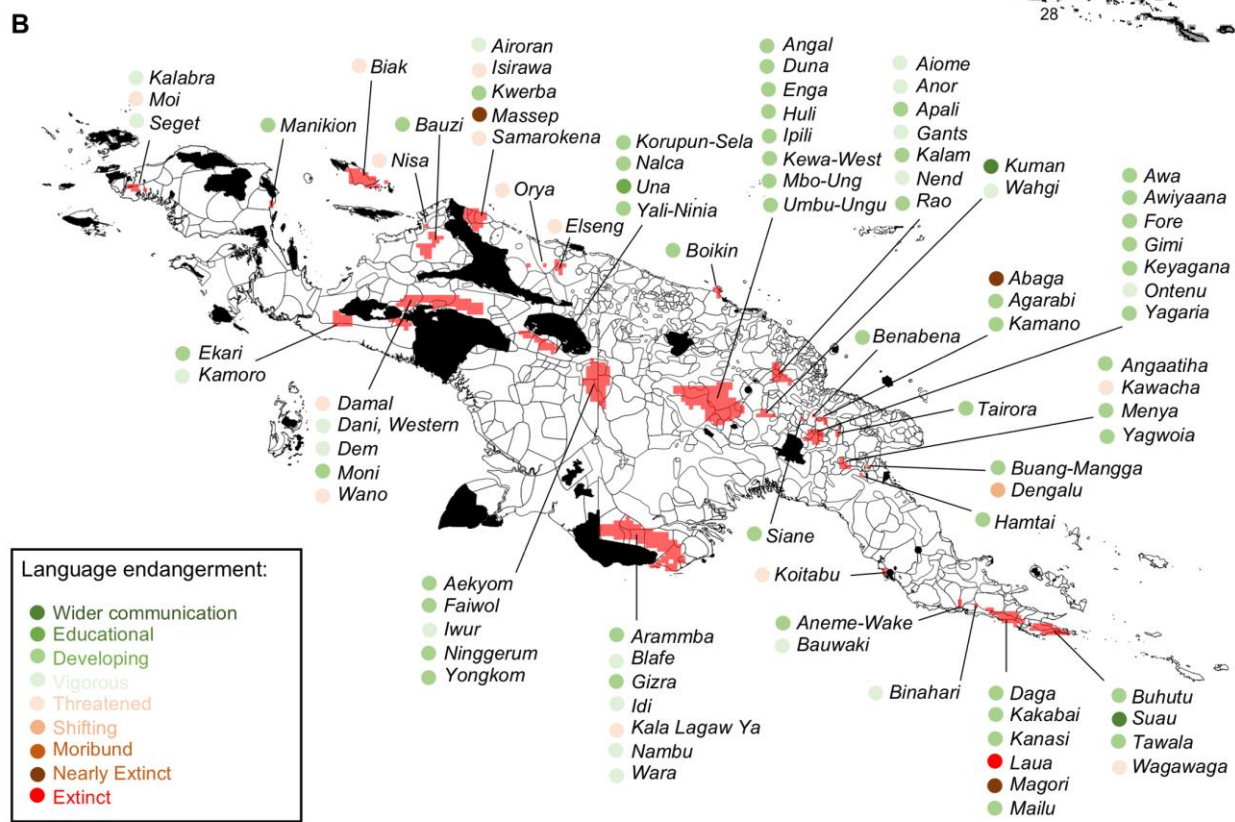 28
B
Kalabra
Moi
Seget
Manikion
Biak
Nisa
Bauzi
Airoran
Isirawa
Kwerba
Massep
Samarokena
Orya
Elseng
Korupun-Sela
Nalca
Una
Yali-Ninia
Boikin
Angal
Duna
Enga
Huli
Ipili
Kewa-West
Mbo-Ung
Umbu-Ungu
Aiome
Anor
Apali
Gants
Kalam
Nend
Rao
Kuman
Wahgi
Benabena
Abaga
Agarabi
Kamano
Awa
Awiyaana
Fore
Gimi
Keyagana
Ontenu
Yagaria
Tairora
Angaatiha
Kawacha
Menya
Yagwoia
Buang-Mangga
Dengalu
Hamtai
Siane
Ekari
Kamoro
Damal
Dani, Western
Dem
Moni
Wano
Aekyom
Faiwol
Iwur
Ninggerum
Yongkom
Arammba
Blafe
Gizra
Idi
Kala Lagaw Ya
Nambu
Wara
Koitabu
Aneme-Wake
Bauwaki
Binahari
Daga
Kakabai
Kanasi
Laua
Magori
Mailu
Buhutu
Suau
Tawala
Wagawaga
Language endangerment:
Wider communication
Educational
Developing
Vigorous
Threatened
Shifting
Moribund
Nearly Extinct
Extinct